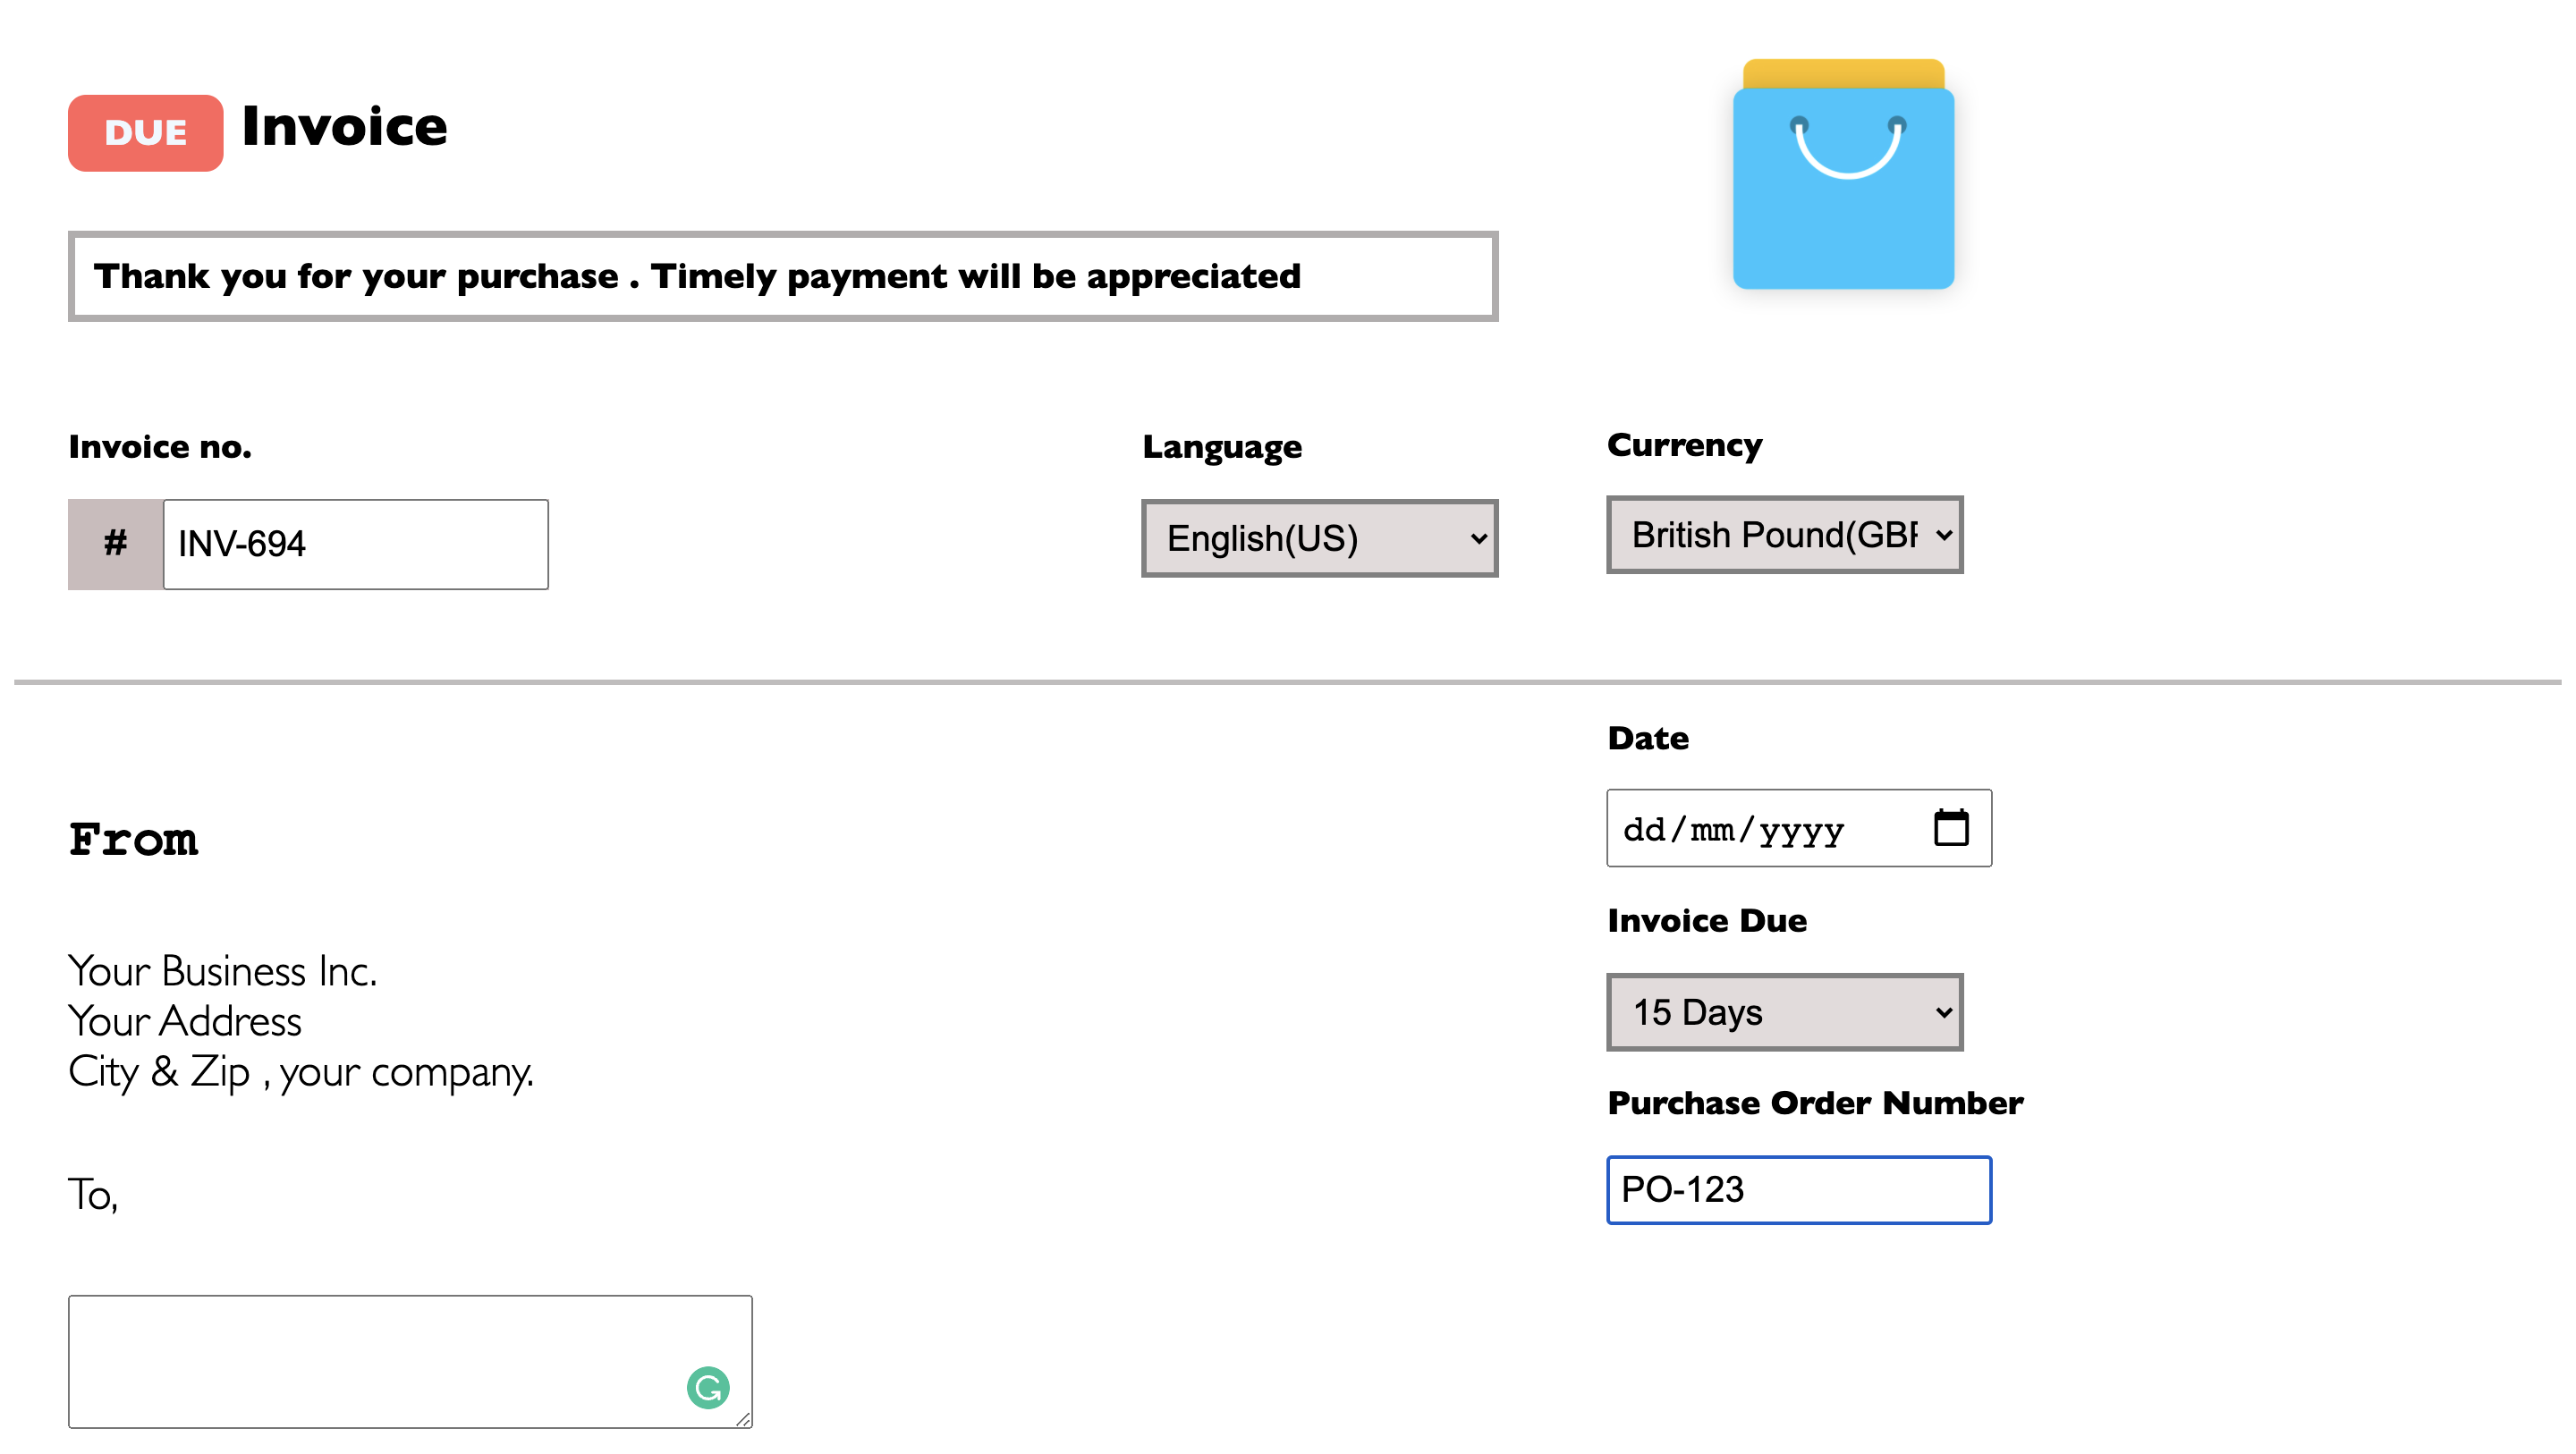 DUE Invoice
Thank you for your purchase . Timely payment will be appreciated
Invoice no.
Language
Currency
# INV-694
English(US)
British Pound(GBP
Date
From
dd/mm/yyyy
Invoice Due
Your Business Inc.
Your Address
15 Days
City & Zip , your company.
Purchase Order Number
To,
PO-123